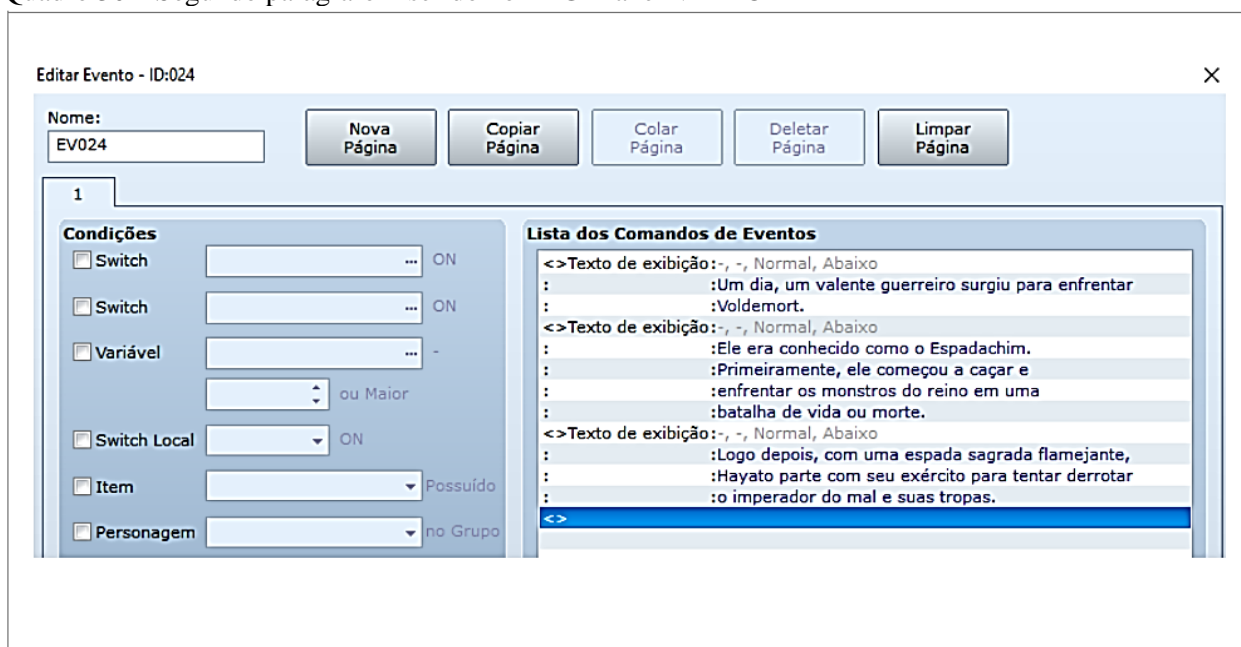 Editar Evento - ID:024
Nome:
EV024
Nova Página
Copiar Página
Colar Página
Deletar Página
Limpar Página
1
Condições
Switch ... ON
Switch ... ON
Variável ... -
ou Maior
Switch Local ON
Item Possuído
Personagem no Grupo
Lista dos Comandos de Eventos
<>Texto de exibição:-, -, Normal, Abaixo
: :Um dia, um valente guerreiro surgiu para enfrentar
: :Voldemort.
<>Texto de exibição:-, -, Normal, Abaixo
: :Ele era conhecido como o Espadachim.
: :Primeiramente, ele começou a caçar e
: :enfrentar os monstros do reino em uma
: :batalha de vida ou morte.
<>Texto de exibição:-, -, Normal, Abaixo
: :Logo depois, com uma espada sagrada flamejante,
: :Hayato parte com seu exército para tentar derrotar
: :o imperador do mal e suas tropas.
<>